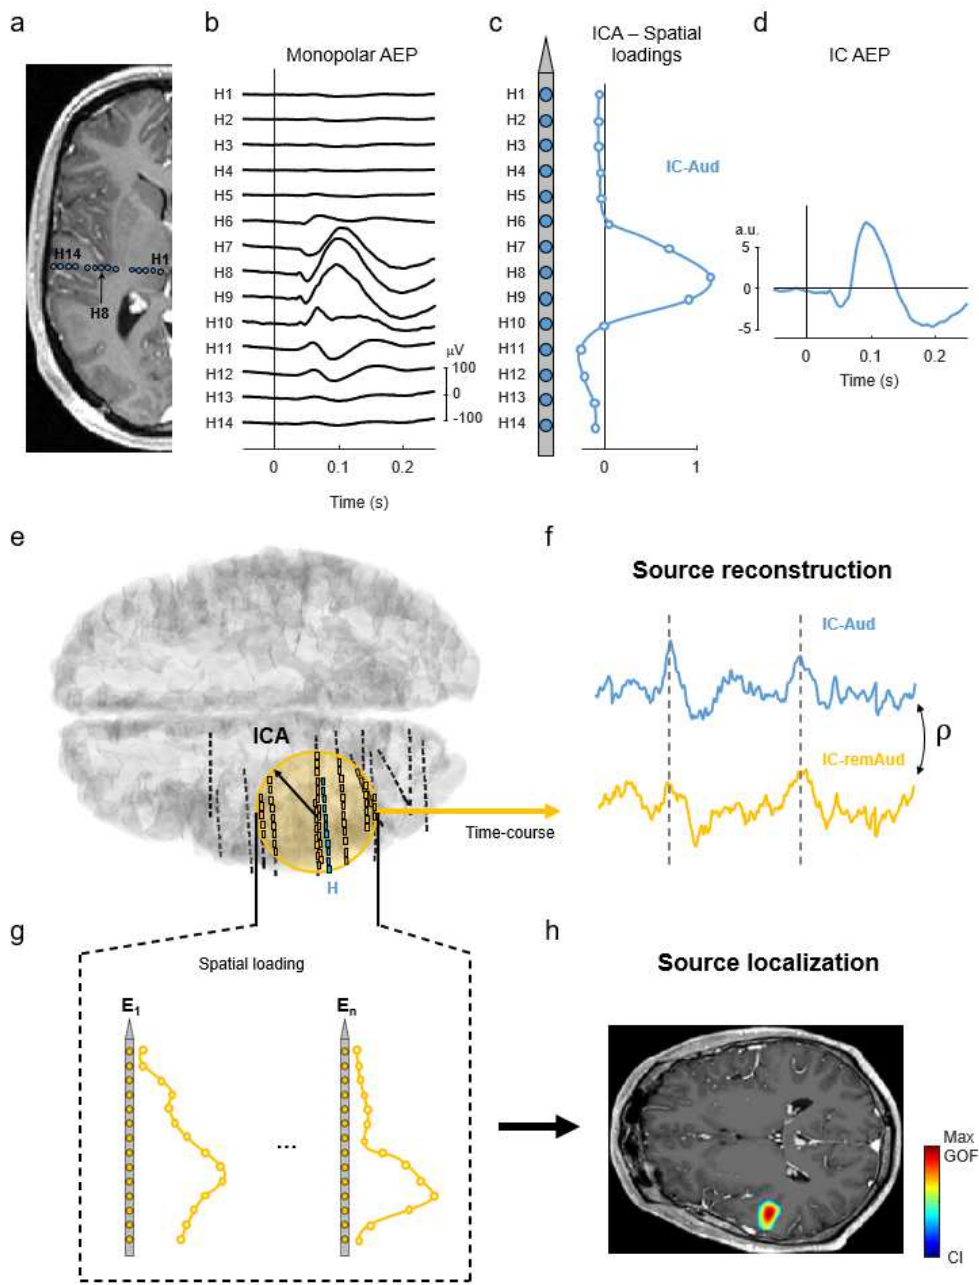 a
b
c
d
Monopolar AEP
ICA – Spatial
loadings
IC AEP
H14
H1
H8
H1
H2
H3
H4
H5
H6
H7
H8
H9
H10
H11
H12
H13
H14
µV
100
0
-100
0
0.1
0.2
Time (s)
H1
H2
H3
H4
H5
H6
H7
H8
H9
H10
H11
H12
H13
H14
IC-Aud
0
1
a.u.
5
0
-5
0
0.1
0.2
Time (s)
e
f
Source reconstruction
ICA
H
Time-course
IC-Aud
IC-remAud
ρ
g
h
Spatial loading
E1
En
...
Source localization
Max
GOF
CI